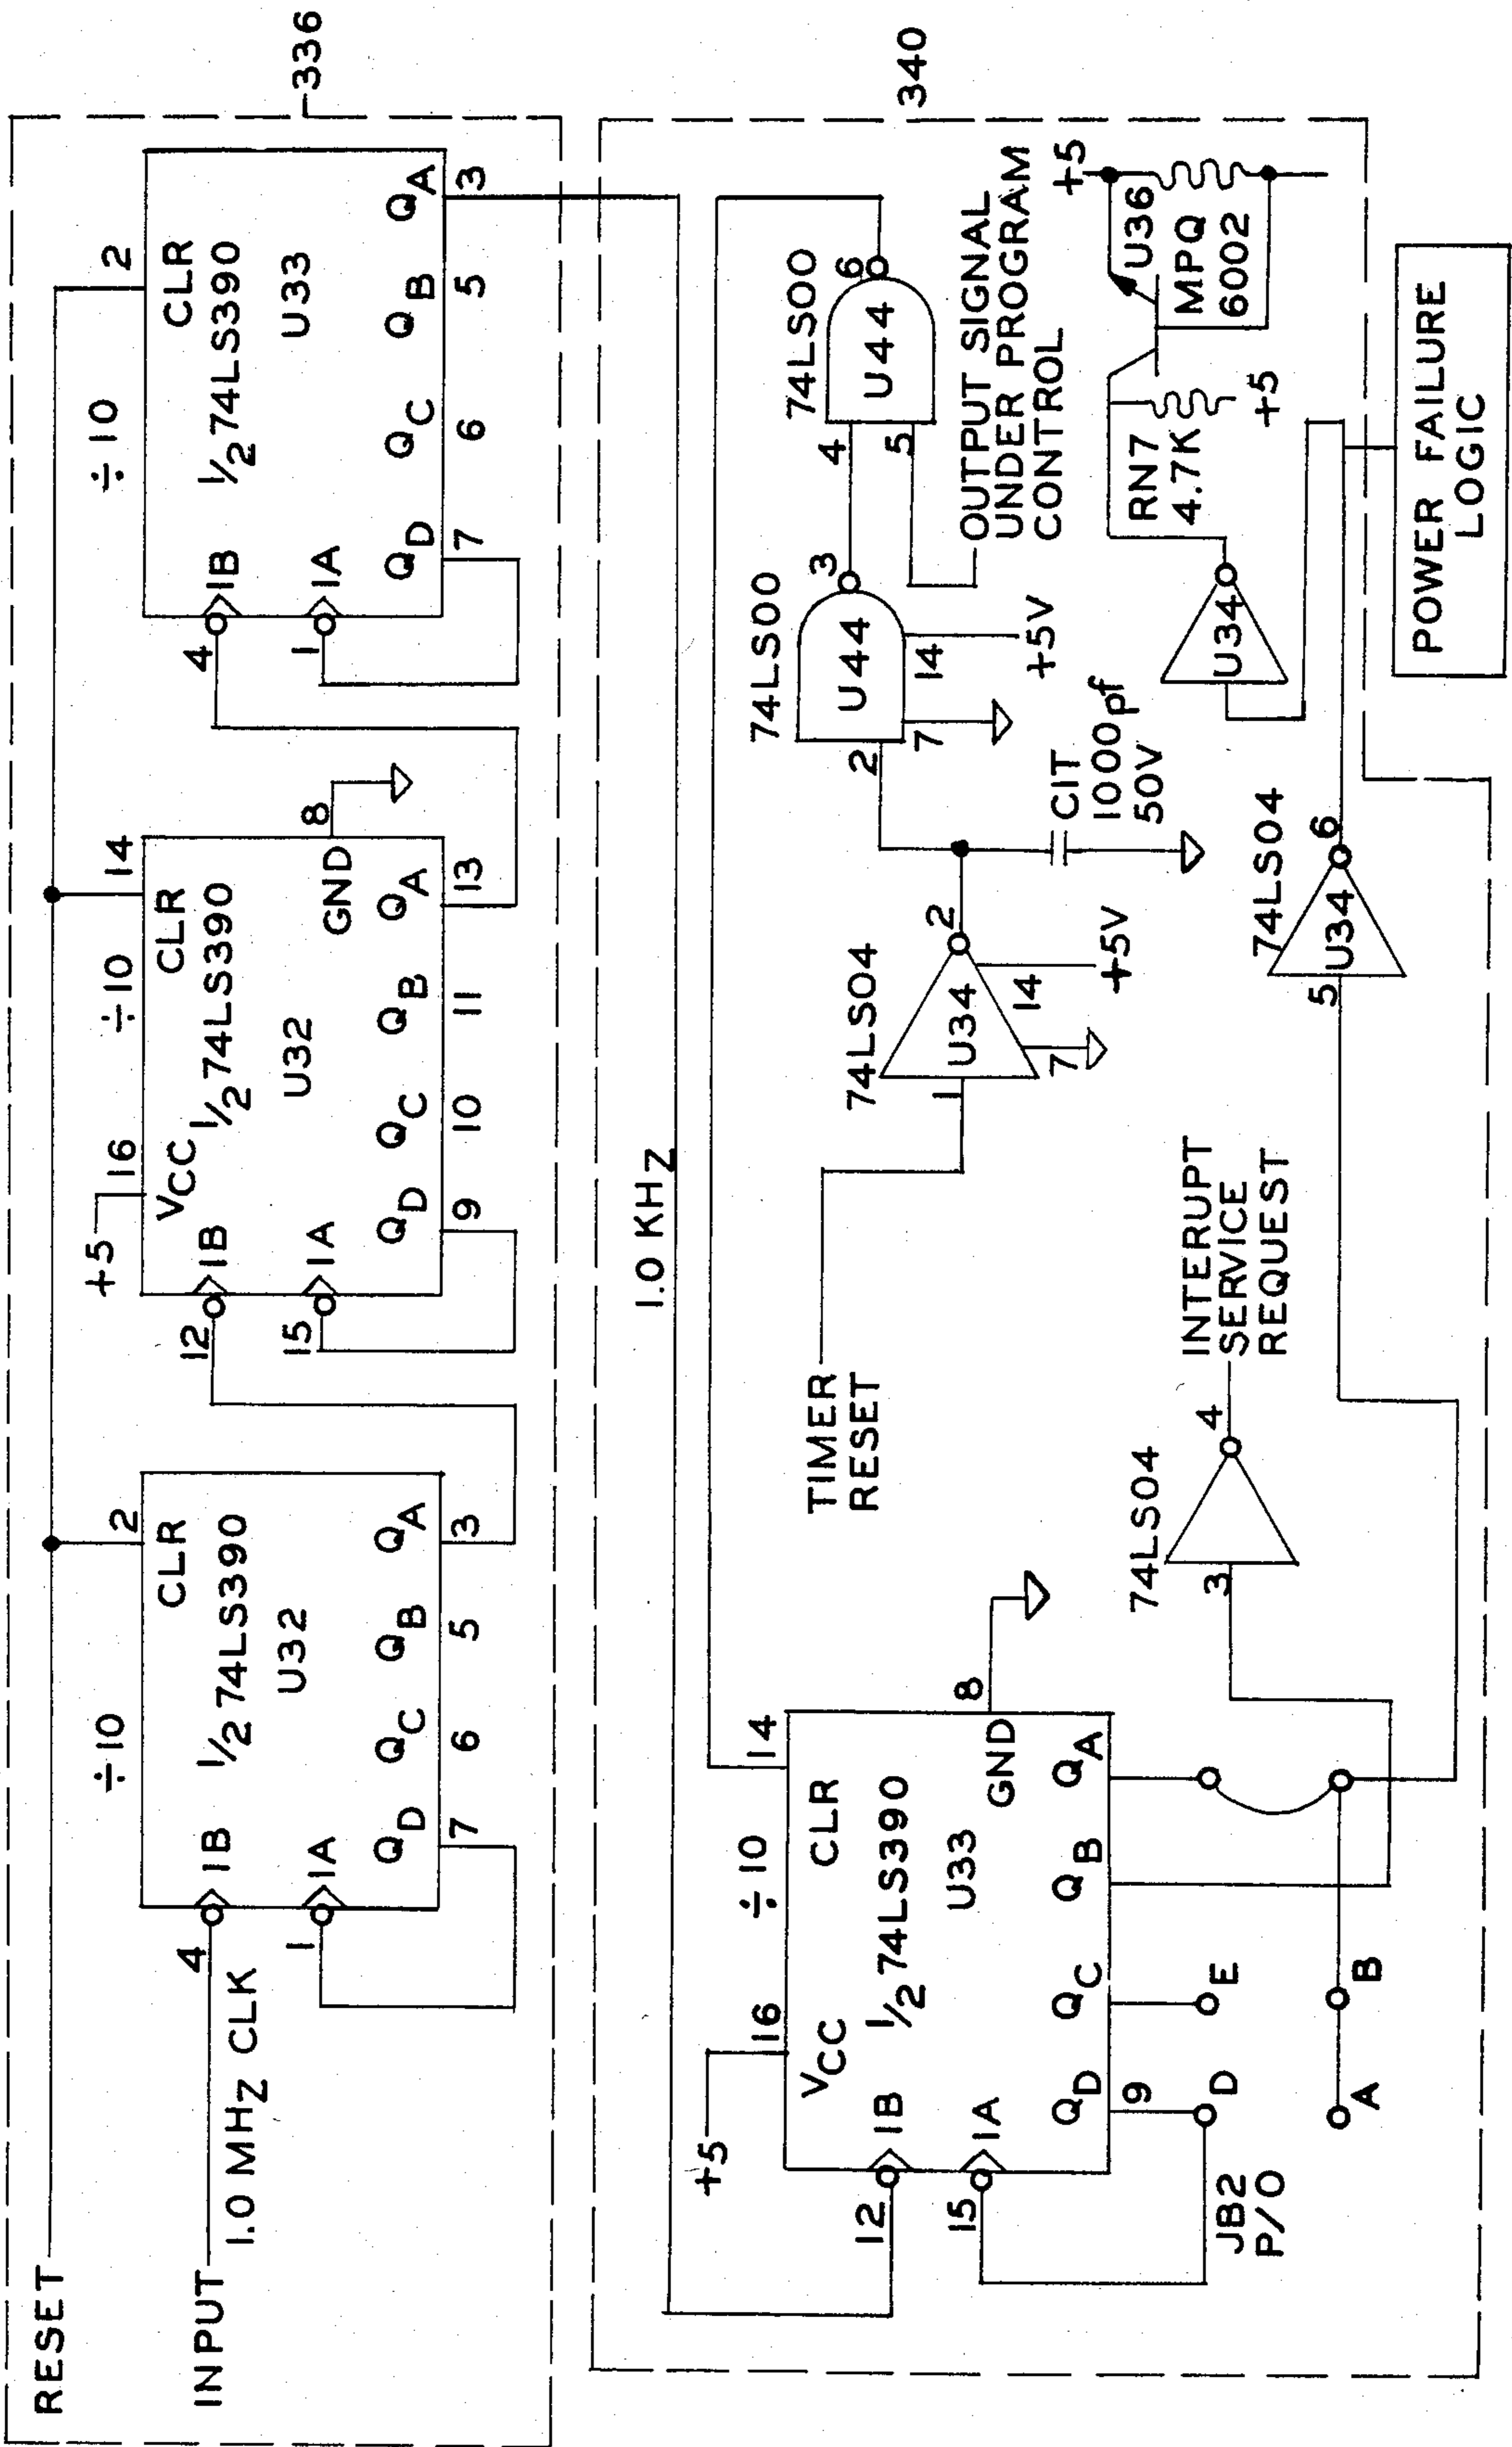 RESET
INPUT
1.0 MHZ CLK
÷10
2
CLR
1/2 74LS390
U32
4
1B
1
1A
QD
QC
QB
QA
7
6
5
3
+5
16
÷10
14
VCC
CLR
1/2 74LS390
U32
12
1B
15
1A
8
GND
QD
QC
QB
QA
9
10
11
13
÷10
2
CLR
1/2 74LS390
U33
4
1B
1
1A
QD
QC
QB
QA
7
6
5
3
336
1.0 KHZ
340
+5
16
÷10
14
VCC
CLR
1/2 74LS390
U33
12
1B
15
1A
8
GND
QD
QC
QB
QA
9
D
E
JB2
P/O
A
B
TIMER
RESET
74LS04
1
U34
2
7
14
+5V
CIT
1000pf
50V
74LS00
2
U44
3
7
14
+5V
74LS00
4
5
U44
6
OUTPUT SIGNAL
UNDER PROGRAM
CONTROL
74LS04
3
4
INTERUPT
SERVICE
REQUEST
74LS04
5
U34
6
U34
RN7
4.7K
+5
+5
U36
MPQ
6002
POWER FAILURE
LOGIC